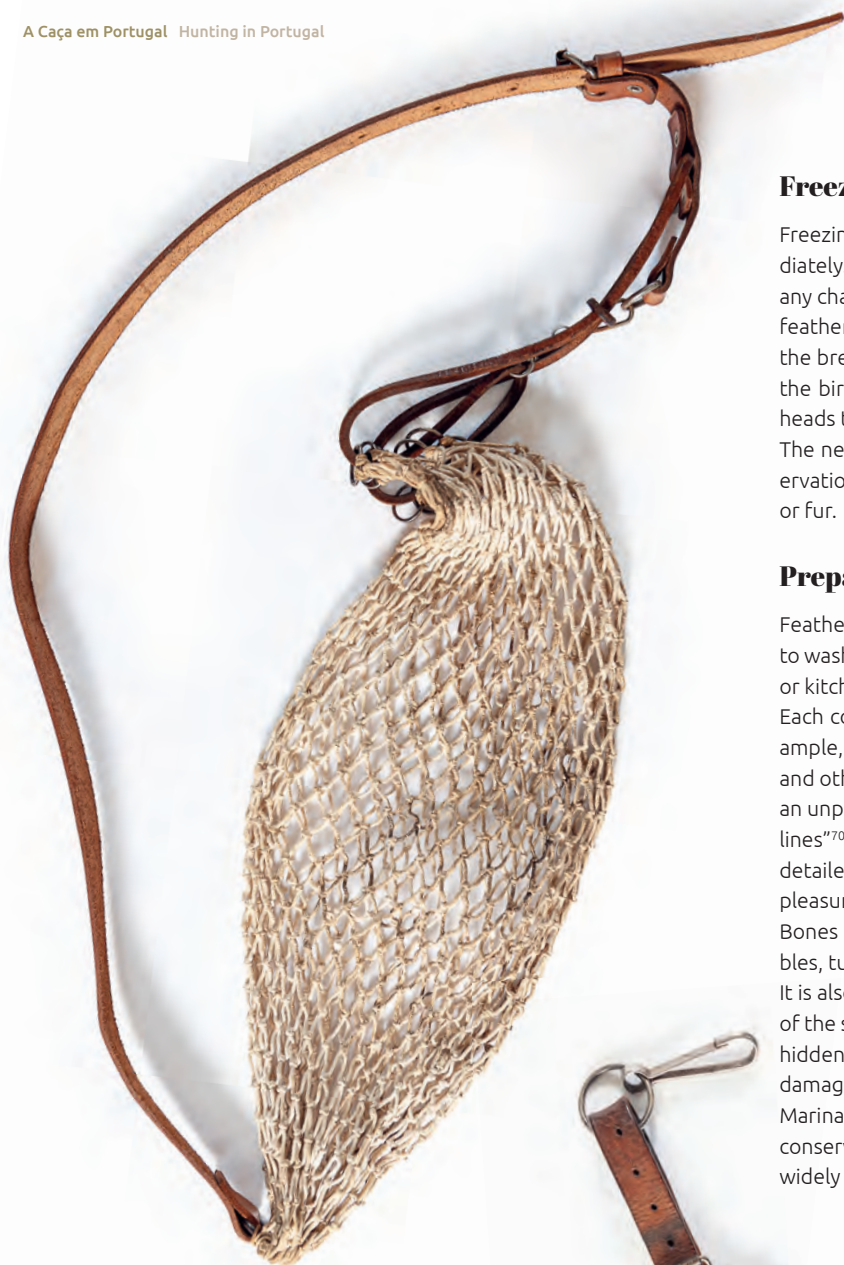 A Caça em Portugal Hunting in Portugal
Freez
Freezin
diately
any cha
feather
the bre
the bir
heads t
The ne
ervatio
or fur.
Prepa
Feathe
to wash
or kitch
Each co
ample,
and oth
an unp
lines”70
detaile
pleasur
Bones
bles, tu
It is also
of the s
hidden
damag
Marina
conserv
widely